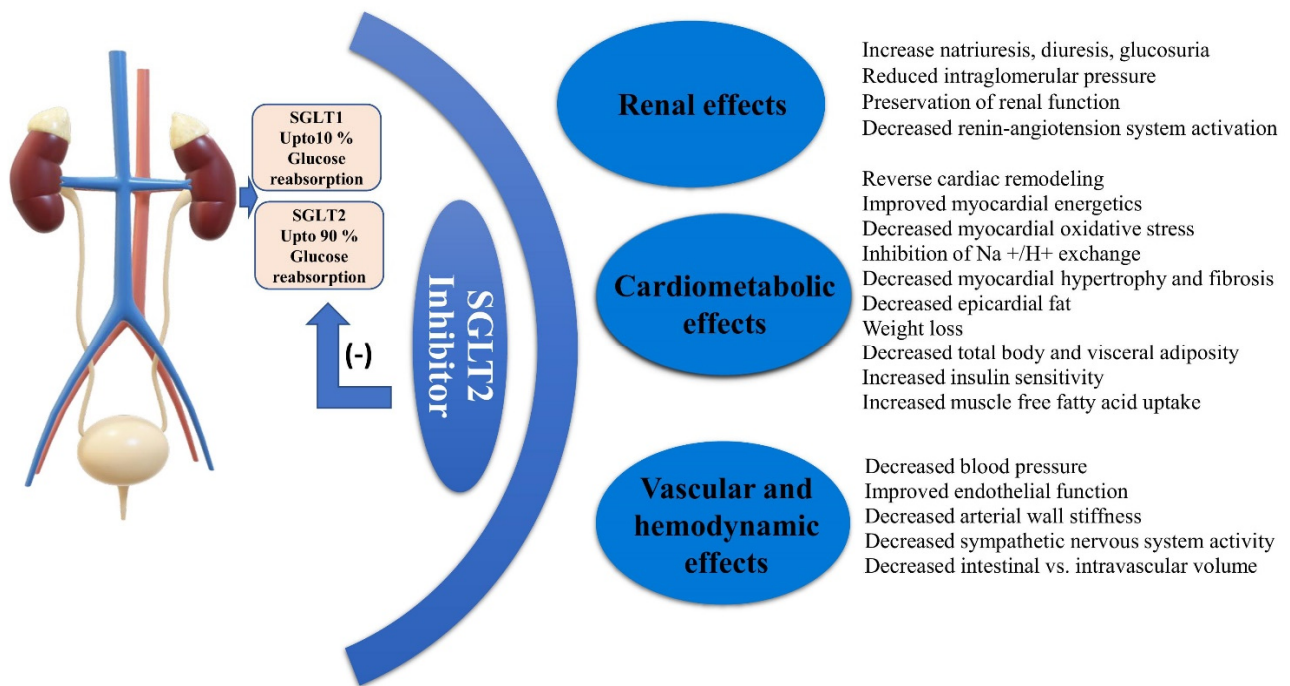 SGLT1
Upto10 %
Glucose
reabsorption
SGLT2
Upto 90 %
Glucose
reabsorption
(-)
SGLT2
Inhibitor
Renal effects
Increase natriuresis, diuresis, glucosuria
Reduced intraglomerular pressure
Preservation of renal function
Decreased renin-angiotension system activation
Cardiometabolic
effects
Reverse cardiac remodeling
Improved myocardial energetics
Decreased myocardial oxidative stress
Inhibition of Na +/H+ exchange
Decreased myocardial hypertrophy and fibrosis
Decreased epicardial fat
Weight loss
Decreased total body and visceral adiposity
Increased insulin sensitivity
Increased muscle free fatty acid uptake
Vascular and
hemodynamic
effects
Decreased blood pressure
Improved endothelial function
Decreased arterial wall stiffness
Decreased sympathetic nervous system activity
Decreased intestinal vs. intravascular volume